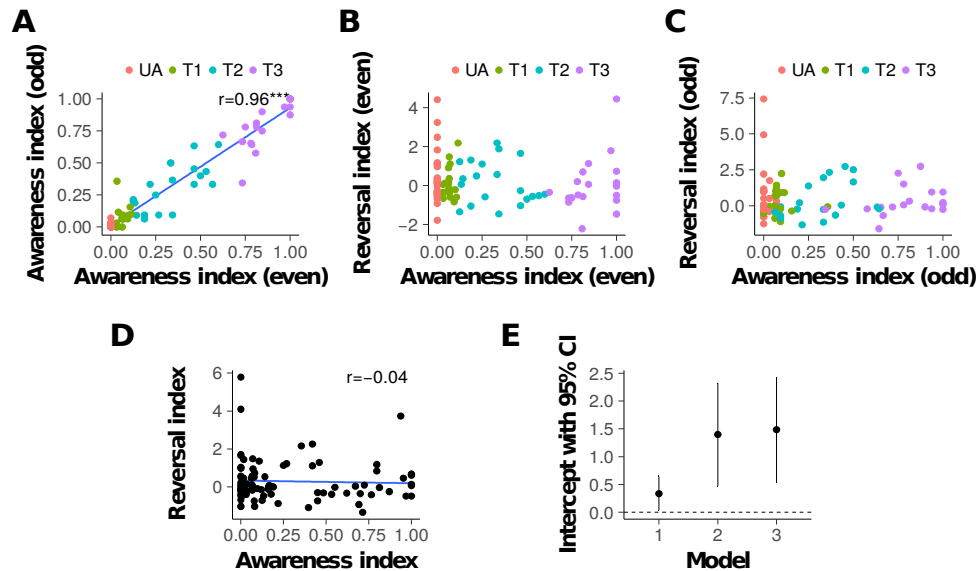 A
B
C
UA T1 T2 T3
UA T1 T2 T3
UA T1 T2 T3
Awareness index (odd)
1.00
0.75
0.50
0.25
0.00
r=0.96***
0.00 0.25 0.50 0.75 1.00
Awareness index (even)
Reversal index (even)
4
2
0
−2
0.00 0.25 0.50 0.75 1.00
Awareness index (even)
Reversal index (odd)
7.5
5.0
2.5
0.0
0.00 0.25 0.50 0.75 1.00
Awareness index (odd)
D
E
Reversal index
6
4
2
0
r=−0.04
0.00 0.25 0.50 0.75 1.00
Awareness index
Intercept with 95% CI
2.5
2.0
1.5
1.0
0.5
0.0
1 2 3
Model